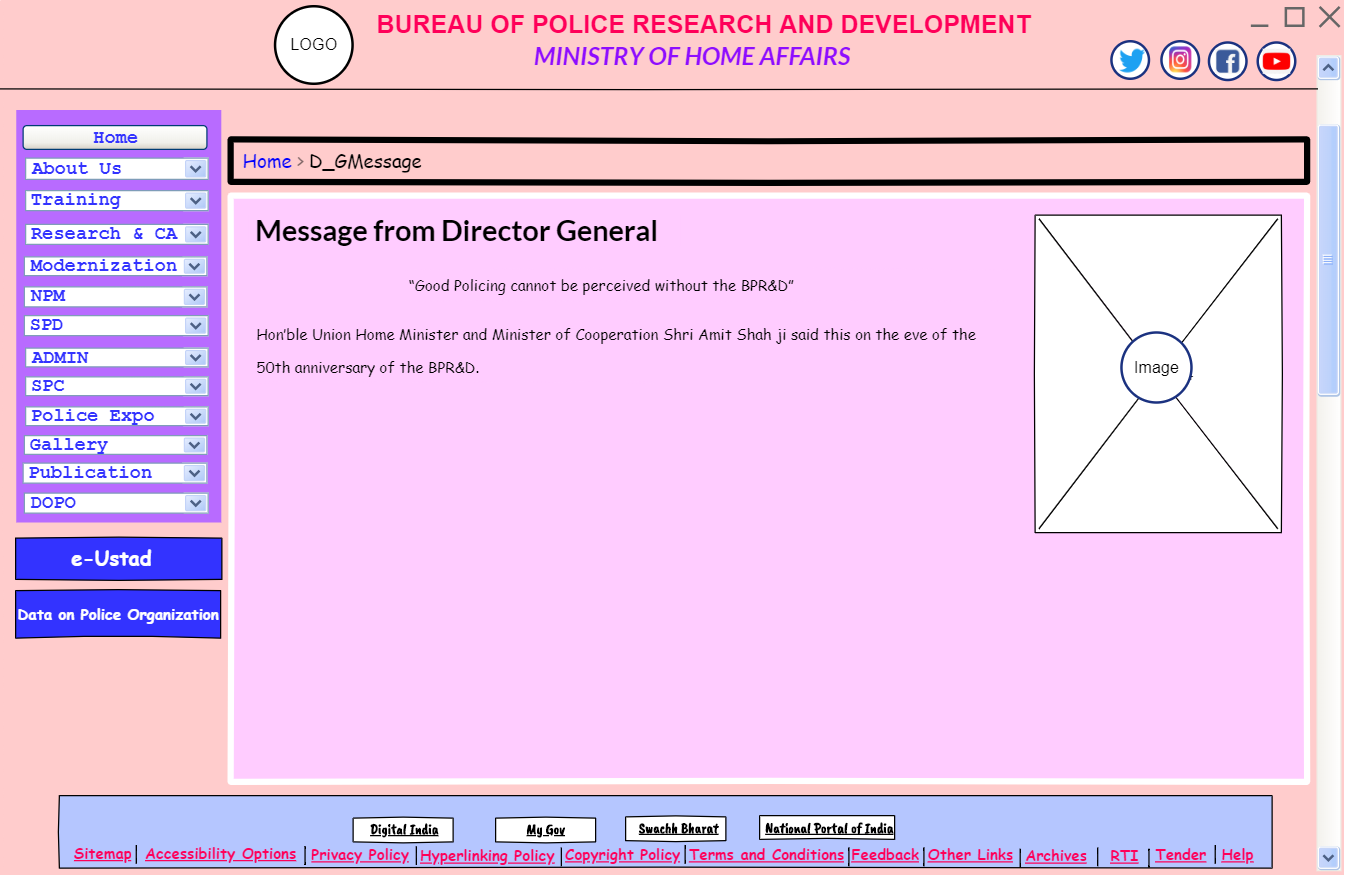 LOGO
BUREAU OF POLICE RESEARCH AND DEVELOPMENT
MINISTRY OF HOME AFFAIRS
Home
About Us
Training
Research & CA
Modernization
NPM
SPD
ADMIN
SPC
Police Expo
Gallery
Publication
DOPO
e-Ustad
Data on Police Organization
Home > D_GMessage
Message from Director General
“Good Policing cannot be perceived without the BPR&D”
Hon’ble Union Home Minister and Minister of Cooperation Shri Amit Shah ji said this on the eve of the
50th anniversary of the BPR&D.
Image
Digital India My Gov Swachh Bharat National Portal of India
Sitemap| Accessibility Options |Privacy Policy |Hyperlinking Policy |Copyright Policy |Terms and Conditions |Feedback |Other Links |Archives | RTI | Tender | Help